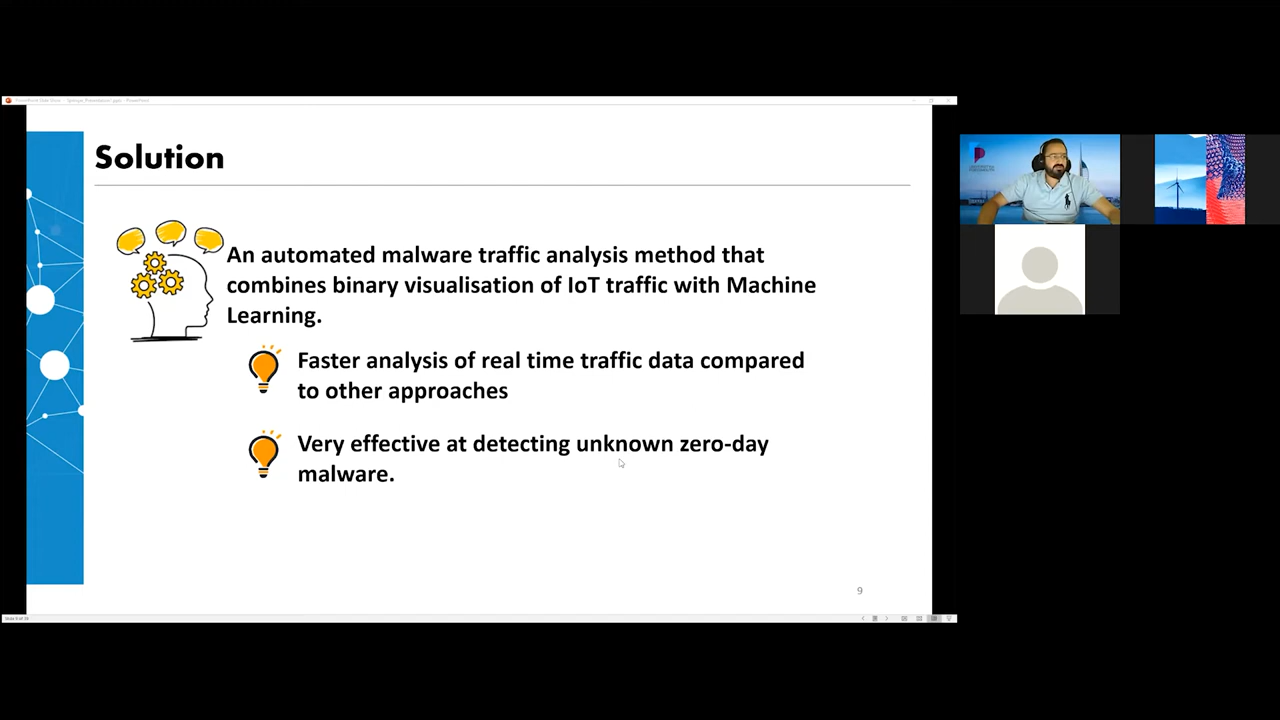 Solution
An automated malware traffic analysis method that
combines binary visualisation of IoT traffic with Machine
Learning.
Faster analysis of real time traffic data compared
to other approaches
Very effective at detecting unknown zero-day
malware.
9